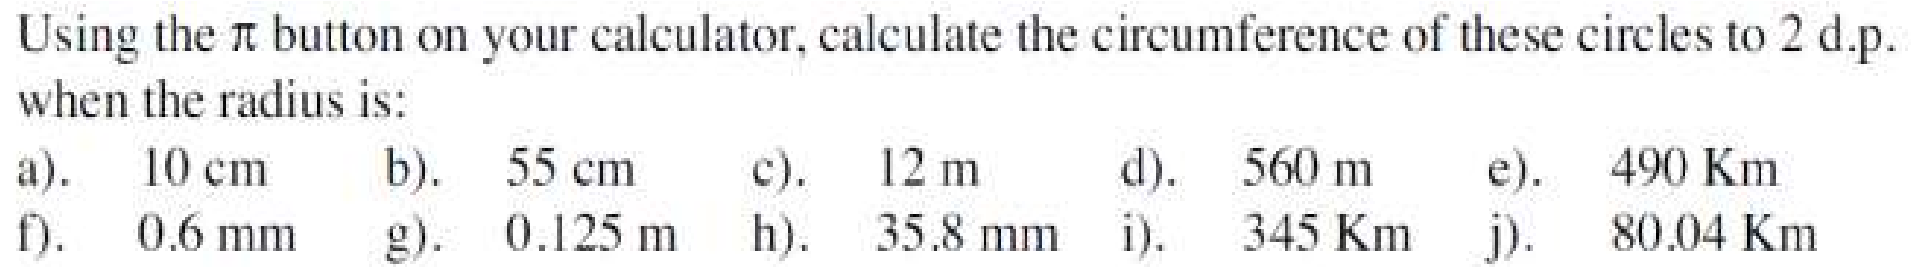 Using the π button on your calculator, calculate the circumference of these circles to 2 d.p.
when the radius is:
a). 10 cm b). 55 cm c). 12 m d). 560 m e). 490 Km
f). 0.6 mm g). 0.125 m h). 35.8 mm i). 345 Km j). 80.04 Km